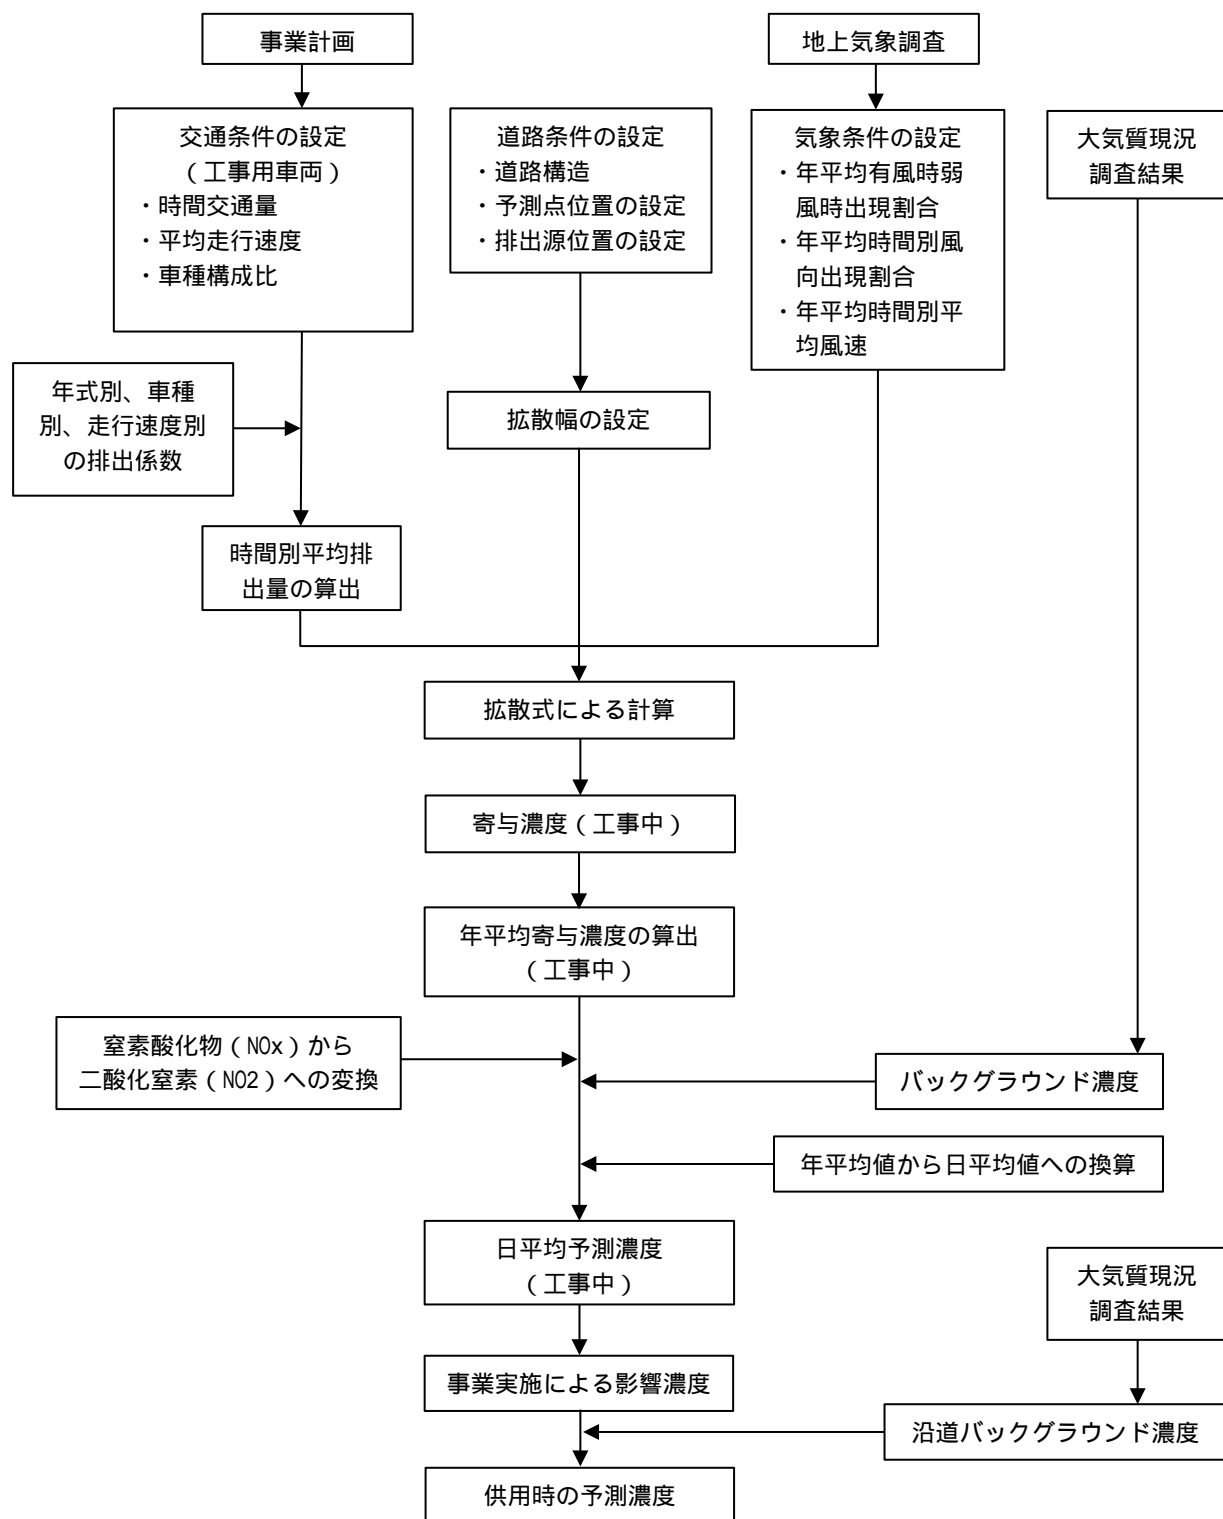 事業計画
地上気象調査
交通条件の設定
（工事用車両）
・時間交通量
・平均走行速度
・車種構成比
道路条件の設定
・道路構造
・予測点位置の設定
・排出源位置の設定
気象条件の設定
・年平均有風時弱
風時出現割合
・年平均時間別風
向出現割合
・年平均時間別平
均風速
大気質現況
調査結果
年式別、車種
別、走行速度別
の排出係数
拡散幅の設定
時間別平均排
出量の算出
拡散式による計算
寄与濃度（工事中）
年平均寄与濃度の算出
（工事中）
窒素酸化物（NOx）から
二酸化窒素（NO2）への変換
バックグラウンド濃度
年平均値から日平均値への換算
日平均予測濃度
（工事中）
大気質現況
調査結果
事業実施による影響濃度
沿道バックグラウンド濃度
供用時の予測濃度